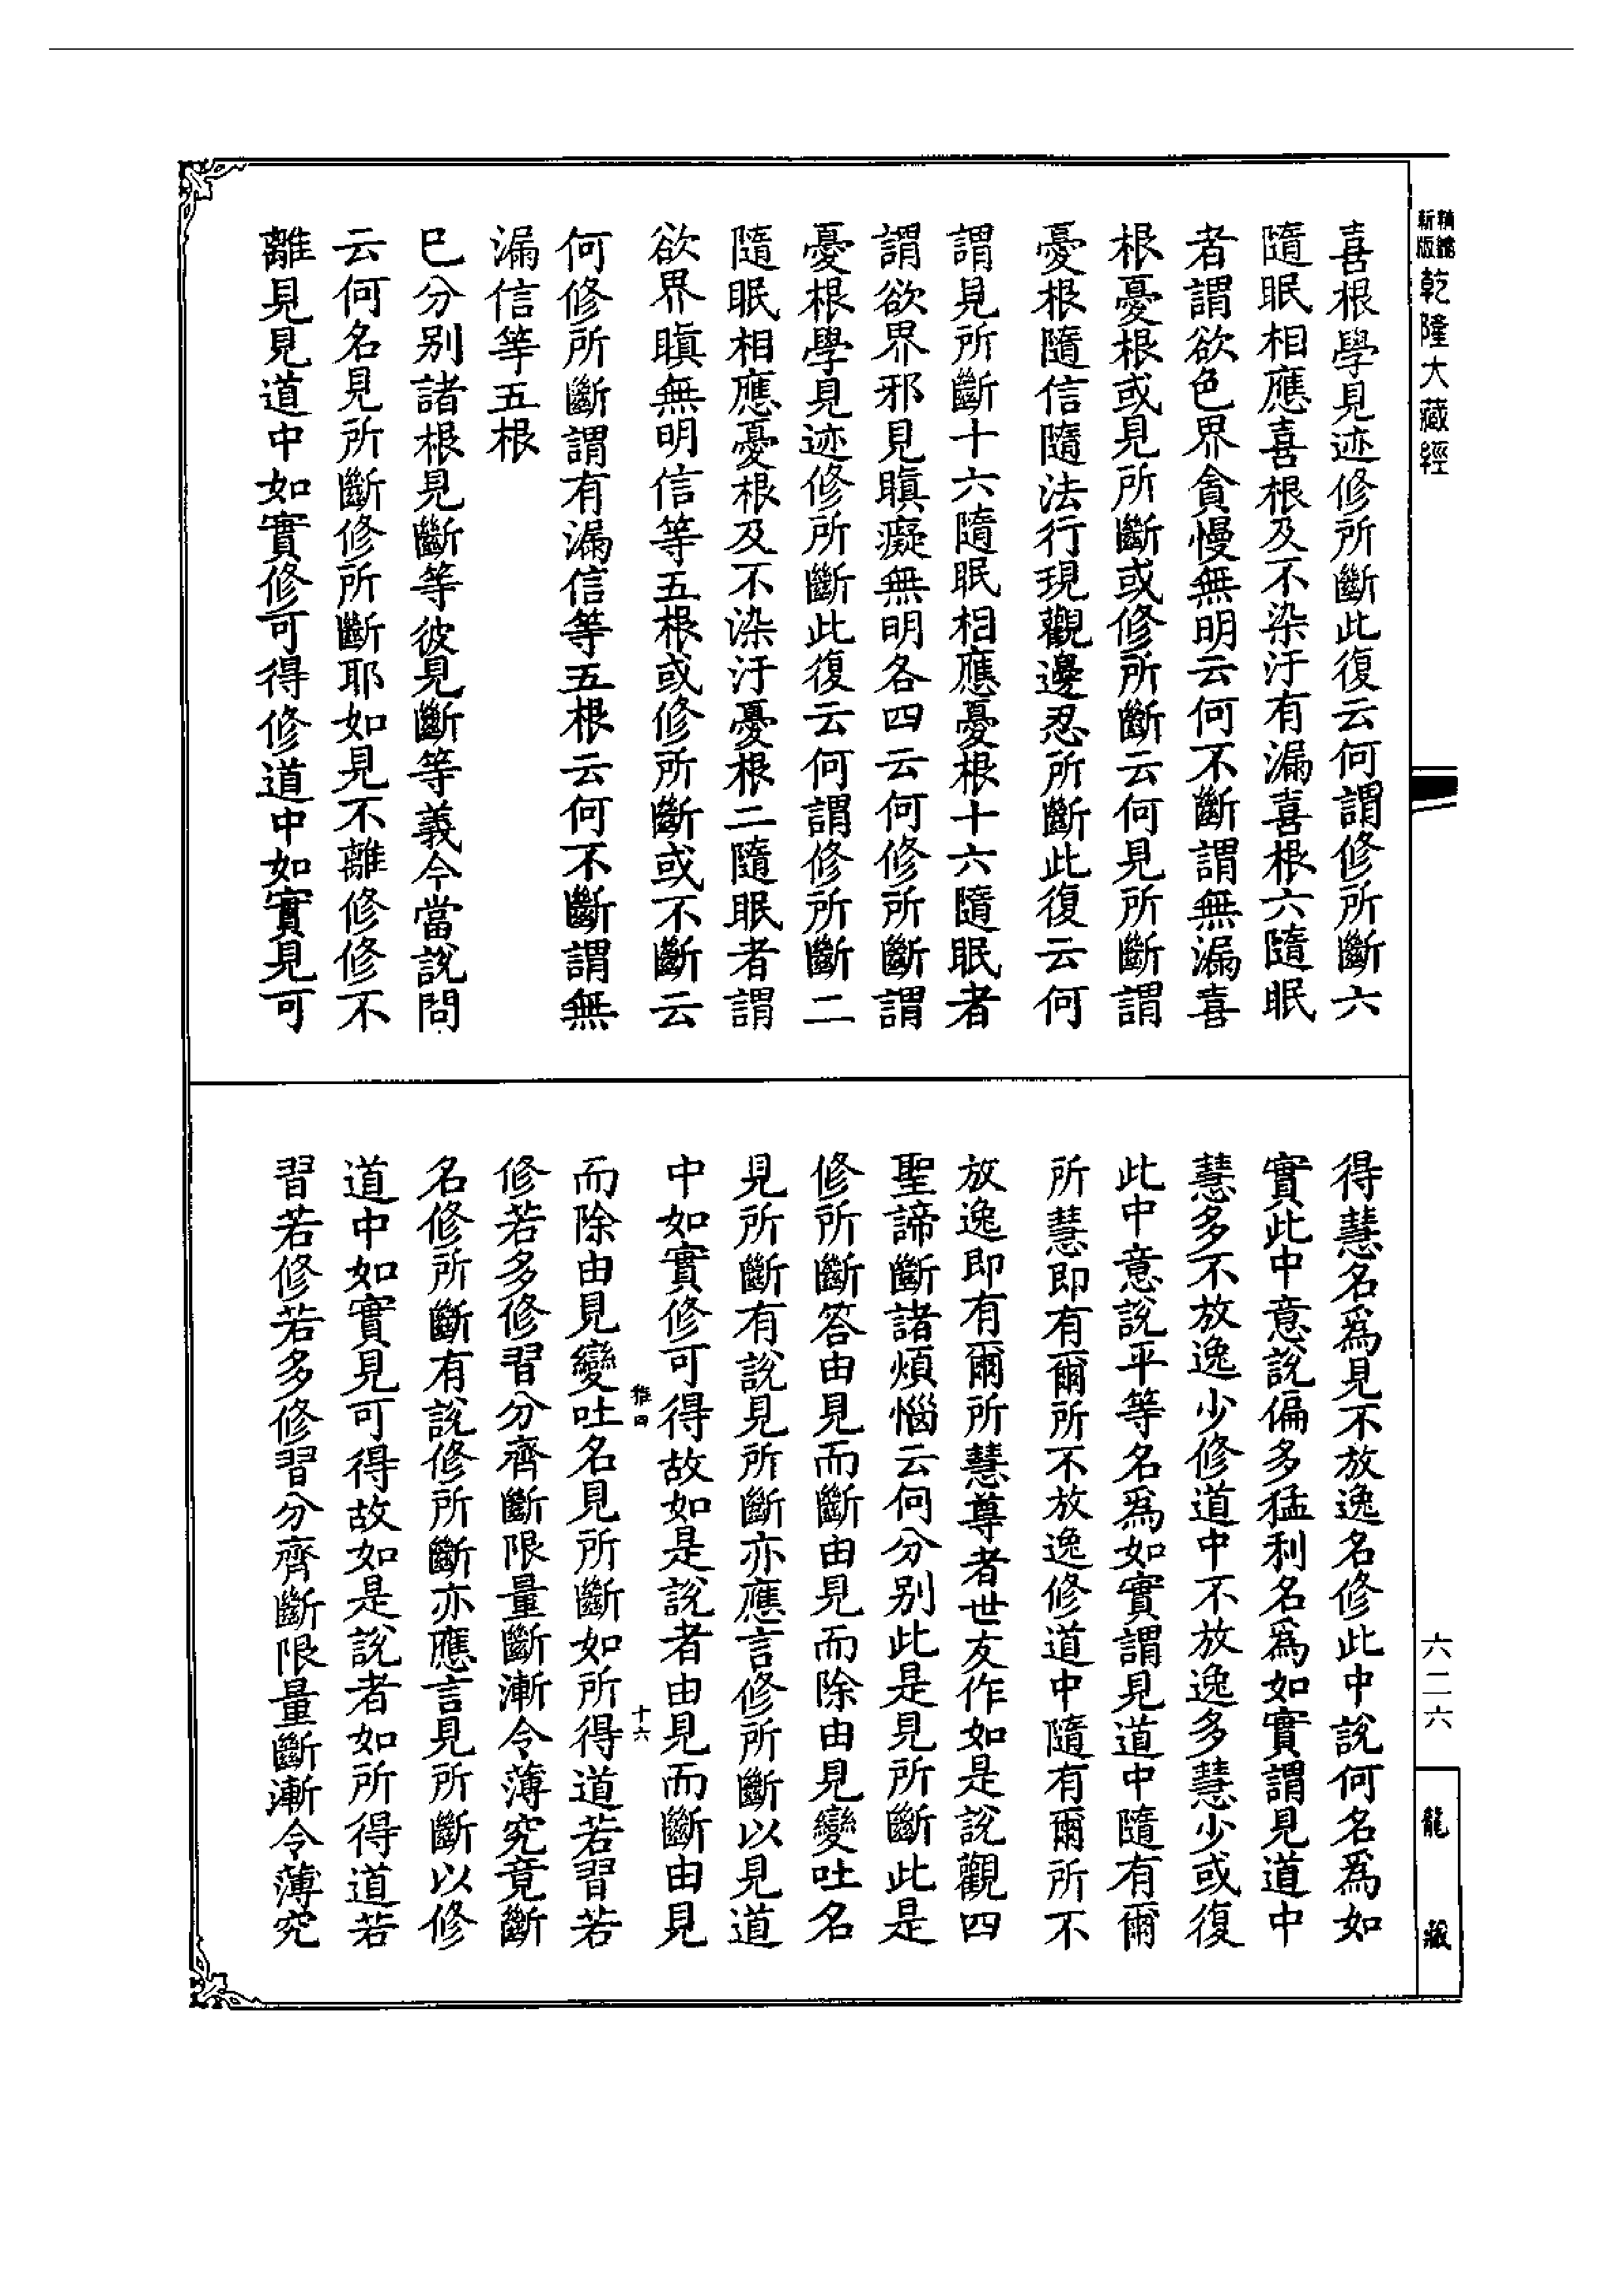 新版精縮乾隆大藏經
喜根學見迹修所斷此復云何謂修所斷六
隨眠相應喜根及不染汙有漏喜根六隨眠
者謂欲色界貪慢無明云何不斷謂無漏喜
根憂根或見所斷或修所斷云何見所斷謂
憂根隨信隨法行現觀邊忍所斷此復云何
謂見所斷十六隨眠相應憂根十六隨眠者
謂欲界邪見瞋癡無明各四云何修所斷謂
憂根學見迹修所斷此復云何謂修所斷二
隨眠相應憂根及不染汙憂根二隨眠者謂
欲界瞋無明信等五根或修所斷或不斷云
何修所斷謂有漏信等五根云何不斷謂無
漏信等五根
已分別諸根見斷等彼見斷等義今當說問
云何名見所斷修所斷耶如見不離修修不
離見見道中如實修可得修道中如實見可
得慧名爲見不放逸名修此中說何名爲如
實此中意說偏多猛利名爲如實謂見道中
慧多不放逸少修道中不放逸多慧少或復
此中意說平等名爲如實謂見道中隨有爾
所慧即有爾所不放逸修道中隨有爾所不
放逸即有爾所慧尊者世友作如是說觀四
聖諦斷諸煩惱云何分別此是見所斷此是
修所斷答由見而斷由見而除由見變吐名
見所斷有說見所斷亦應言修所斷以見道
中如實修可得故如是說者由見而斷由見
雅四
十六
而除由見變吐名見所斷如所得道若習若
修若多修習分齊斷限量斷漸令薄究竟斷
名修所斷有說修所斷亦應言見所斷以修
道中如實見可得故如是說者如所得道若
習若修若多修習分齊斷限量斷漸令薄究
六二六
龍藏